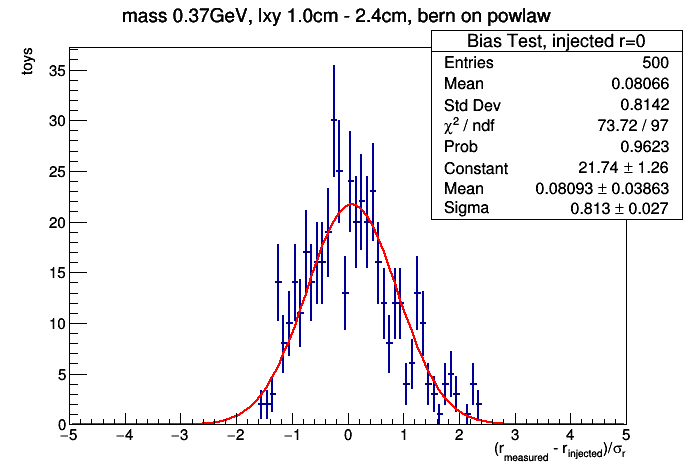 mass 0.37GeV, lxy 1.0cm - 2.4cm, bern on powlaw
toys
Bias Test, injected r=0
Entries 500
Mean 0.08066
Std Dev 0.8142
χ² / ndf 73.72 / 97
Prob 0.9623
Constant 21.74 ± 1.26
Mean 0.08093 ± 0.03863
Sigma 0.813 ± 0.027
35
30
25
20
15
10
5
0
−5 −4 −3 −2 −1 0 1 2 3 4 5
(r_measured - r_injected)/σ_r